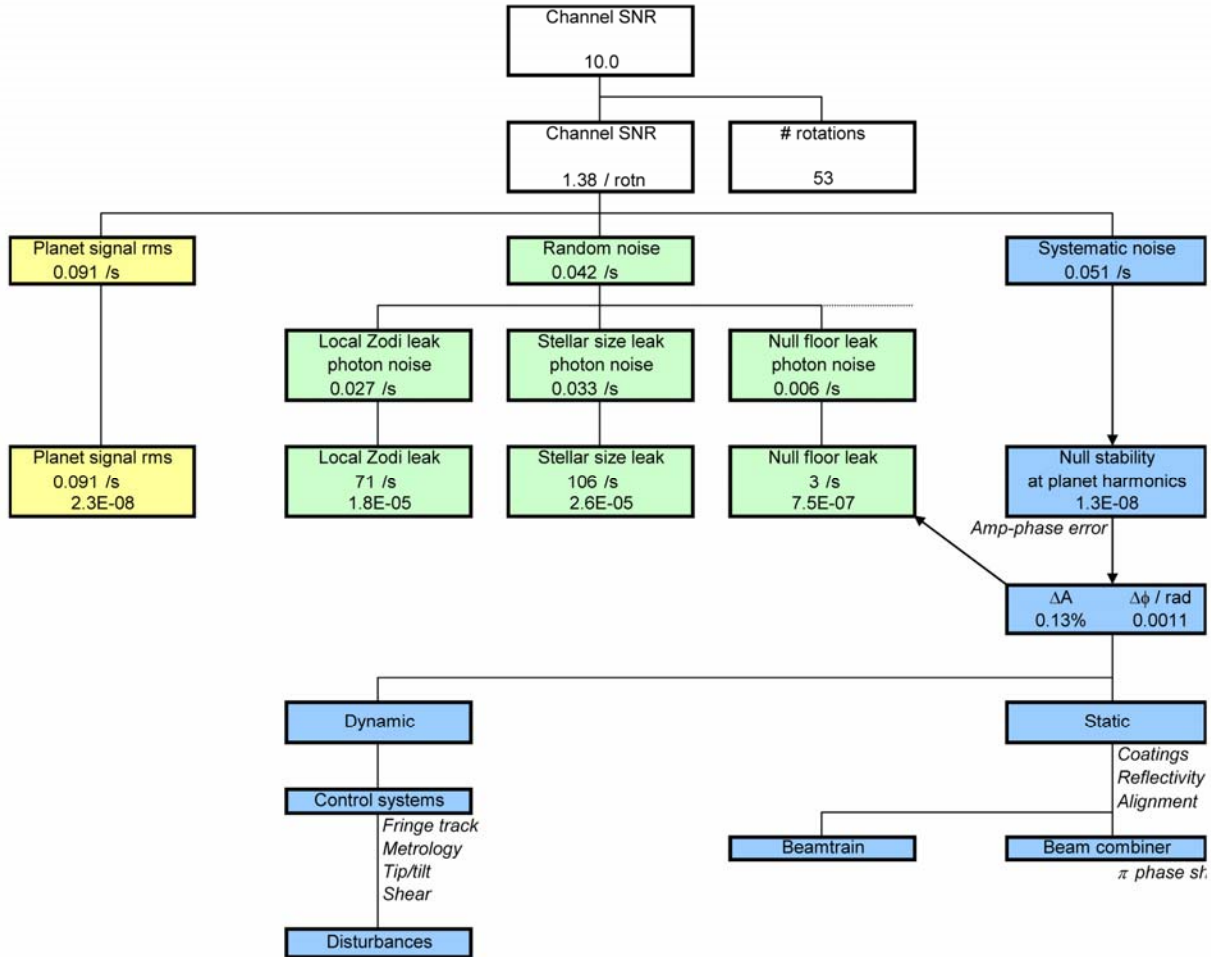 Channel SNR
10.0
Channel SNR
1.38 / rotn
# rotations
53
Planet signal rms
0.091 /s
Random noise
0.042 /s
Systematic noise
0.051 /s
Local Zodi leak
photon noise
0.027 /s
Stellar size leak
photon noise
0.033 /s
Null floor leak
photon noise
0.006 /s
Planet signal rms
0.091 /s
2.3E-08
Local Zodi leak
71 /s
1.8E-05
Stellar size leak
106 /s
2.6E-05
Null floor leak
3 /s
7.5E-07
Null stability
at planet harmonics
1.3E-08
Amp-phase error
ΔA Δϕ / rad
0.13% 0.0011
Dynamic
Static
Coatings
Reflectivity
Alignment
Control systems
Fringe track
Metrology
Tip/tilt
Shear
Beamtrain
Beam combiner
π phase sh
Disturbances